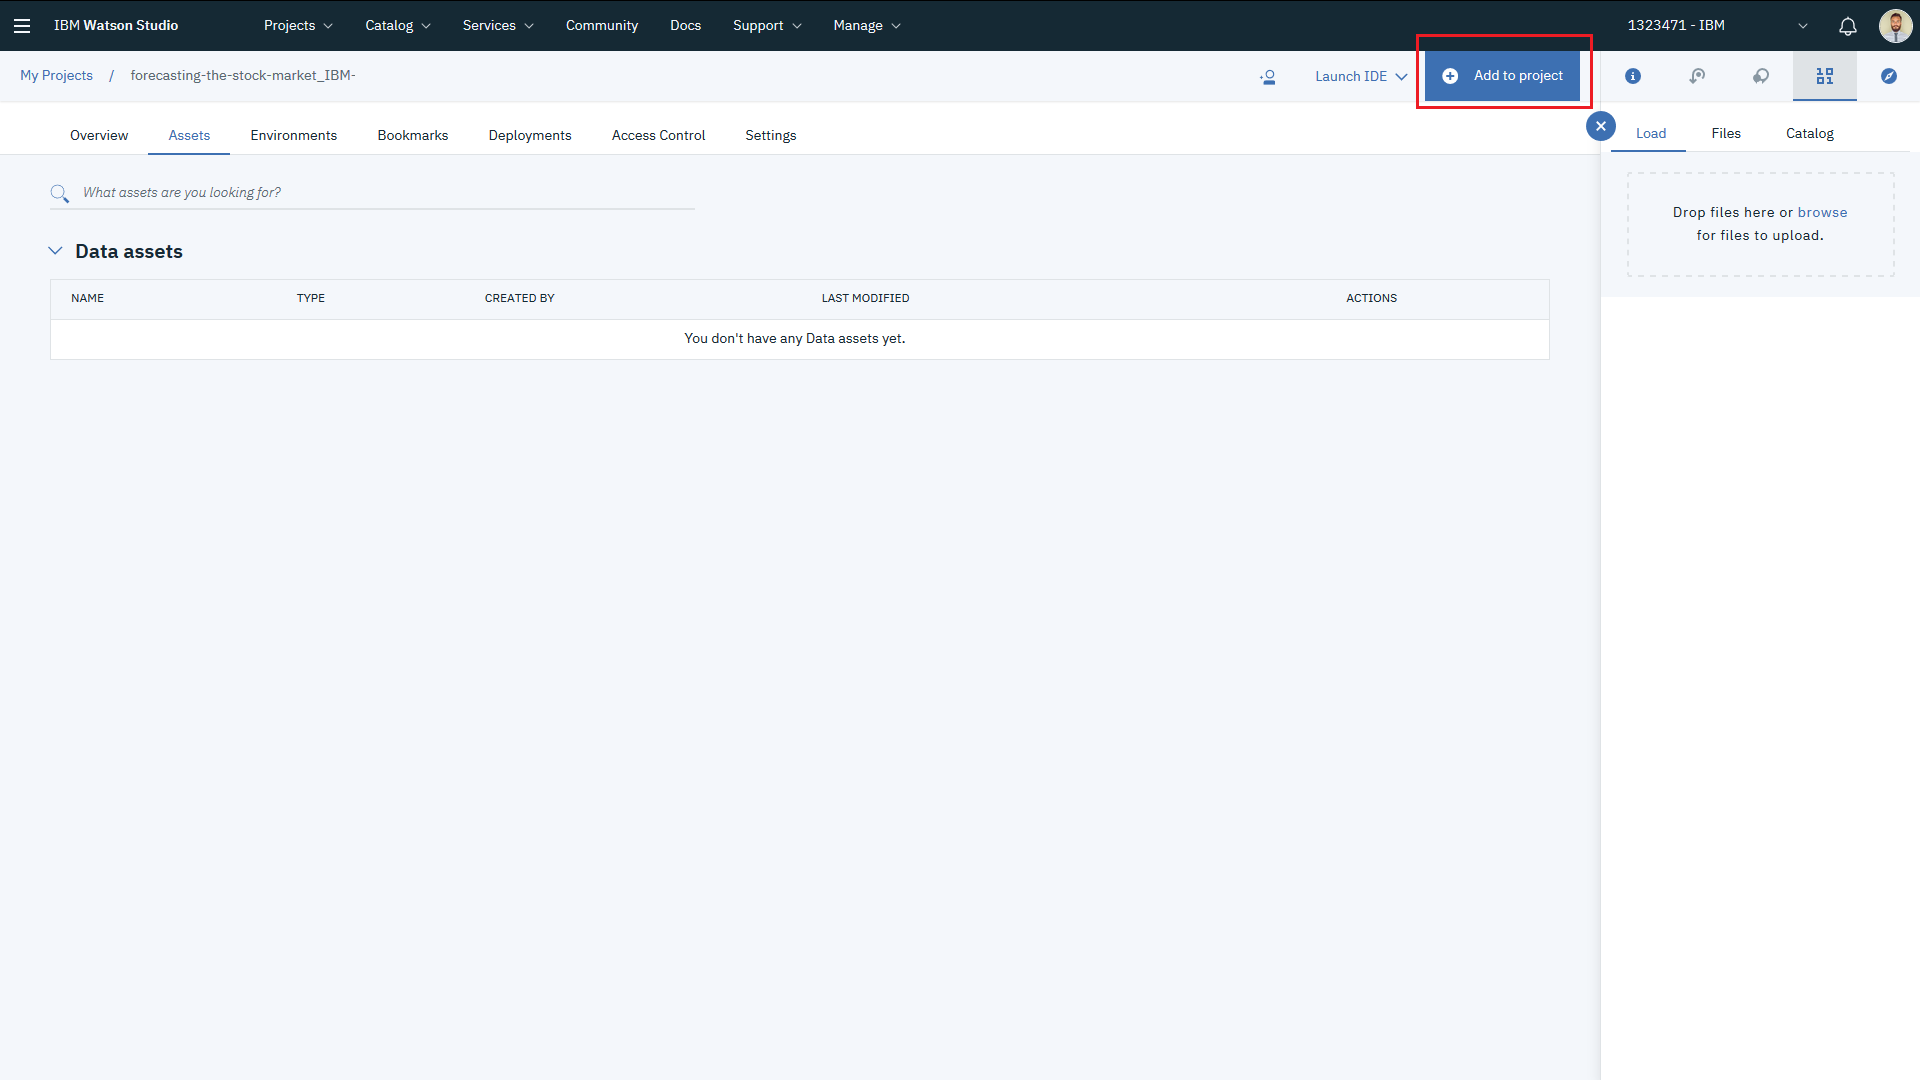 IBM Watson Studio Projects Catalog Services Community Docs Support Manage 1323471 - IBM
My Projects / forecasting-the-stock-market_IBM- Launch IDE Add to project
Overview Assets Environments Bookmarks Deployments Access Control Settings
Load Files Catalog
What assets are you looking for?
Drop files here or browse
for files to upload.
Data assets
NAME TYPE CREATED BY LAST MODIFIED ACTIONS
You don't have any Data assets yet.